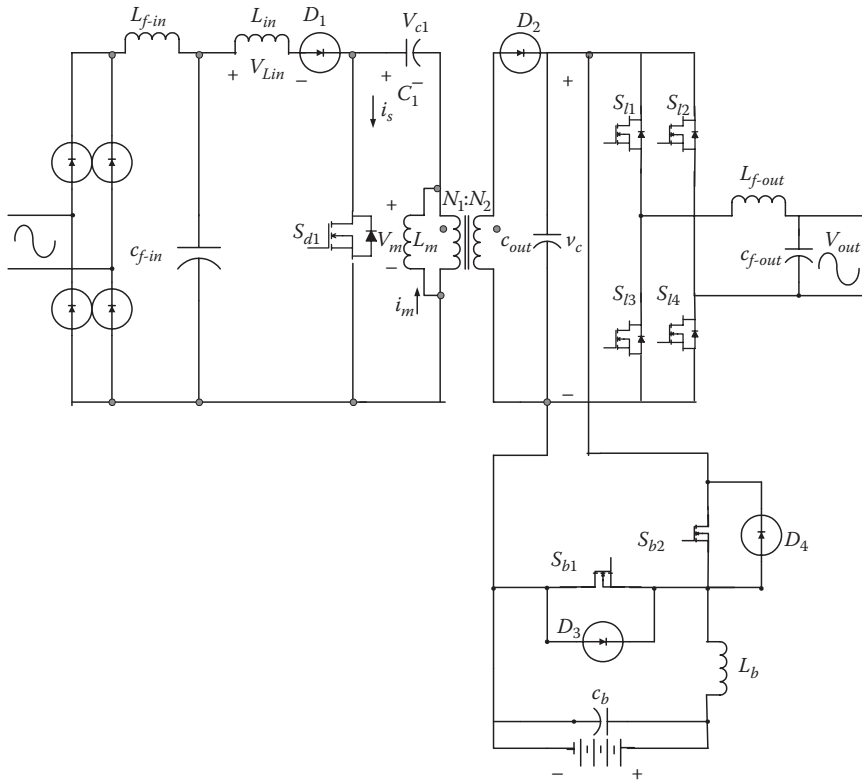 L_{f-in}
L_{in}
D_1
V_{c1}
D_2
+ V_{Lin} −
+ C_1 −
i_s
+
S_{l1}
S_{l2}
L_{f-out}
N_1:N_2
+
S_{d1}
V_m
L_m
c_{out}
v_c
V_{out}
c_{f-in}
−
c_{f-out}
i_m
S_{l3}
S_{l4}
−
S_{b2}
D_4
S_{b1}
D_3
L_b
c_b
− +